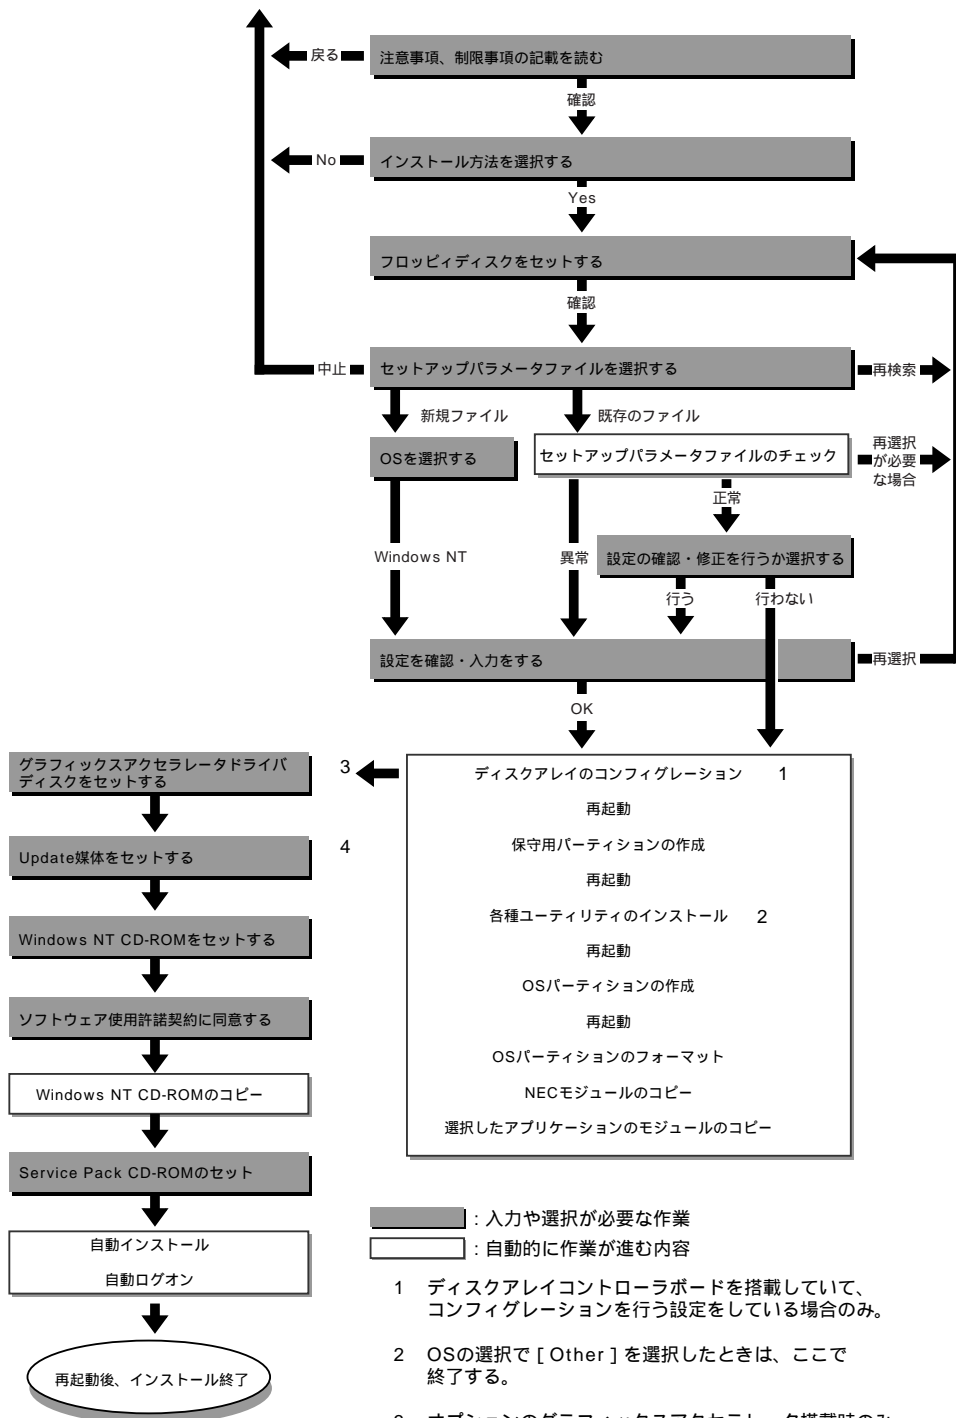 戻る
注意事項、制限事項の記載を読む
確認
No
インストール方法を選択する
Yes
フロッピィディスクをセットする
確認
中止
セットアップパラメータファイルを選択する
再検索
新規ファイル
既存のファイル
OSを選択する
セットアップパラメータファイルのチェック
再選択
が必要
な場合
正常
Windows NT
異常
設定の確認・修正を行うか選択する
行う
行わない
設定を確認・入力をする
再選択
OK
グラフィックスアクセラレータドライバ
ディスクをセットする
3
ディスクアレイのコンフィグレーション 1
再起動
Update媒体をセットする
4
保守用パーティションの作成
再起動
各種ユーティリティのインストール 2
Windows NT CD-ROMをセットする
再起動
OSパーティションの作成
ソフトウェア使用許諾契約に同意する
再起動
OSパーティションのフォーマット
Windows NT CD-ROMのコピー
NECモジュールのコピー
選択したアプリケーションのモジュールのコピー
Service Pack CD-ROMのセット
自動インストール
自動ログオン
再起動後、インストール終了
：入力や選択が必要な作業
：自動的に作業が進む内容
1 ディスクアレイコントローラボードを搭載していて、
コンフィグレーションを行う設定をしている場合のみ。
2 OSの選択で［Other］を選択したときは、ここで
終了する。
3 オプションのグラフィックスアクセラレータ搭載時のみ